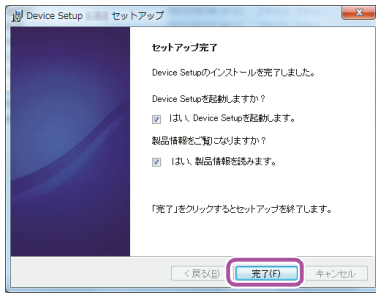 Device Setup セットアップ
セットアップ完了
Device Setupのインストールを完了しました。
Device Setupを起動しますか？
はい、Device Setupを起動します。
製品情報をご覧になりますか？
はい、製品情報を読みます。
「完了」をクリックするとセットアップを終了します。
< 戻る(B)
完了(F)
キャンセル